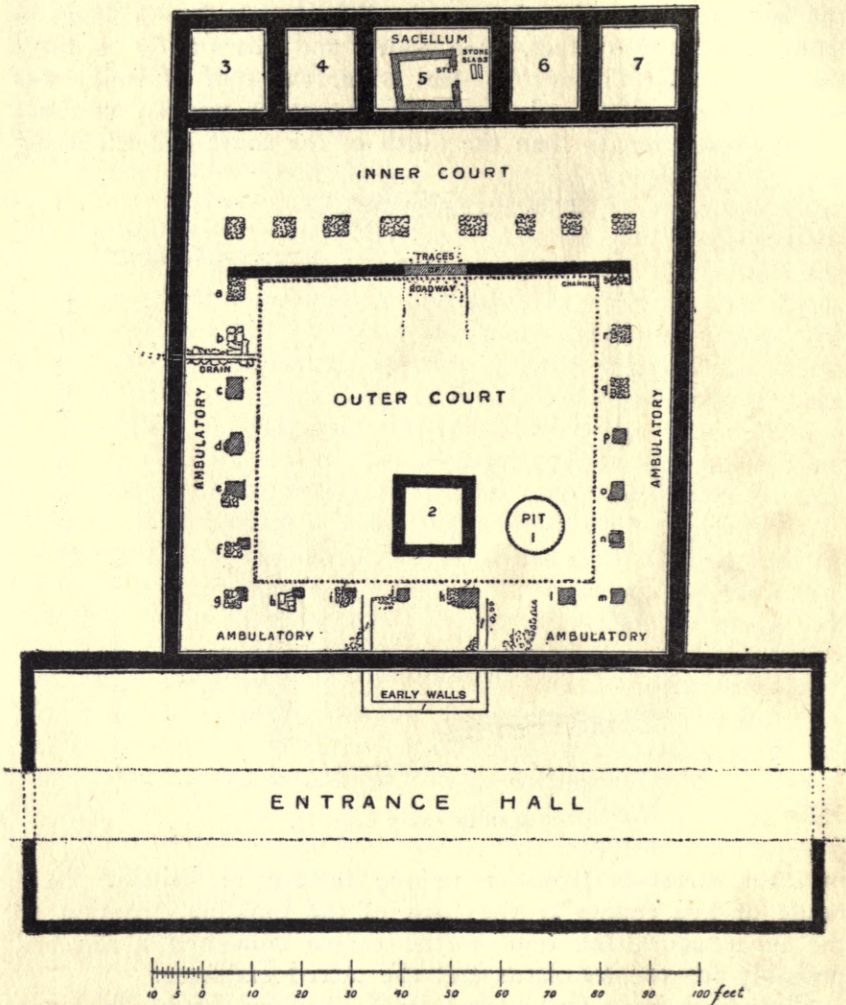 SACELLUM
3 4 5 STEP STONE SLABS 6 7
INNER COURT
TRACES
ROADWAY
CHANNEL
a
b r
DRAIN
c q
AMBULATORY
OUTER COURT
AMBULATORY
d p
e o
2
PIT
1
f n
g h i k l m
AMBULATORY
AMBULATORY
EARLY WALLS
ENTRANCE HALL
10 5 0 10 20 30 40 50 60 70 80 90 100 feet